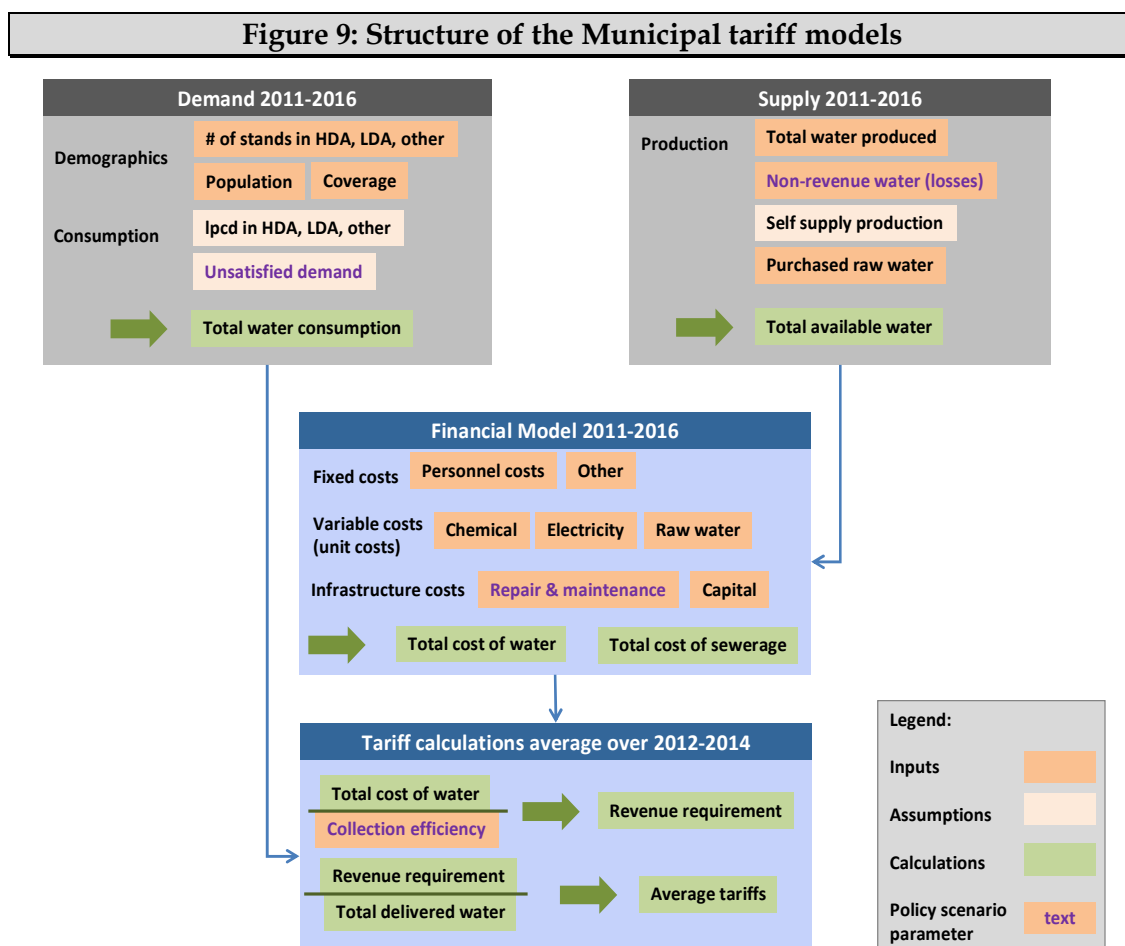 Figure 9: Structure of the Municipal tariff models
Demand 2011-2016
Demographics
# of stands in HDA, LDA, other
Population
Coverage
Consumption
lpcd in HDA, LDA, other
Unsatisfied demand
Total water consumption
Supply 2011-2016
Production
Total water produced
Non-revenue water (losses)
Self supply production
Purchased raw water
Total available water
Financial Model 2011-2016
Fixed costs
Personnel costs
Other
Variable costs
(unit costs)
Chemical
Electricity
Raw water
Infrastructure costs
Repair & maintenance
Capital
Total cost of water
Total cost of sewerage
Tariff calculations average over 2012-2014
Total cost of water
Collection efficiency
Revenue requirement
Revenue requirement
Total delivered water
Average tariffs
Legend:
Inputs
Assumptions
Calculations
Policy scenario
parameter
text